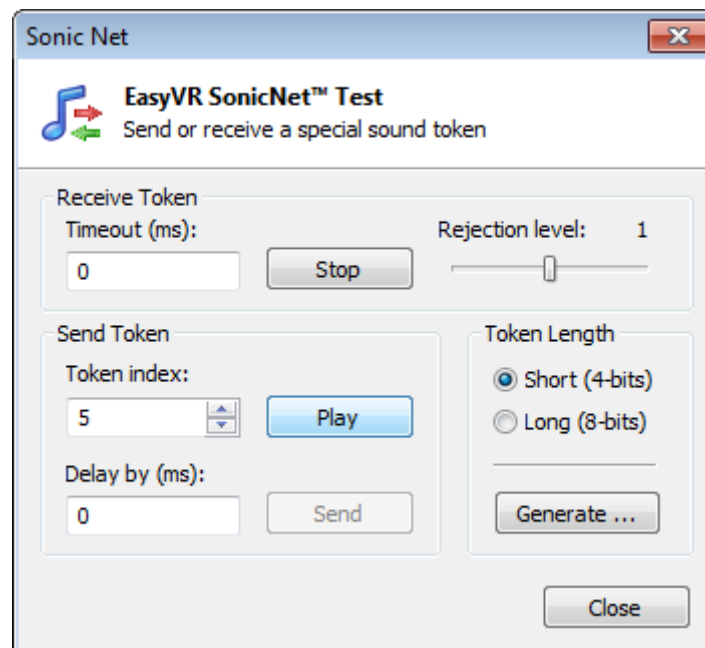 Sonic Net
EasyVR SonicNet™ Test
Send or receive a special sound token
Receive Token
Timeout (ms):
Rejection level: 1
0
Stop
Send Token
Token index:
5
Play
Delay by (ms):
0
Send
Token Length
Short (4-bits)
Long (8-bits)
Generate ...
Close